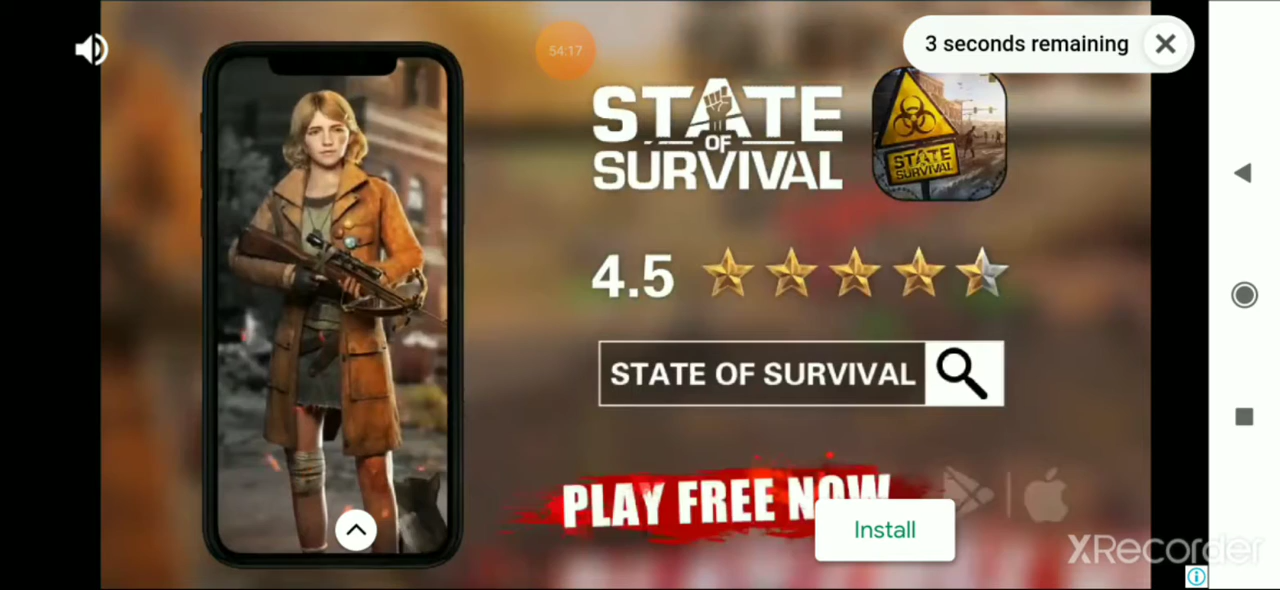 54:17
3 seconds remaining
STATE
OF
SURVIVAL
STATE
OF
SURVIVAL
4.5
STATE OF SURVIVAL
PLAY FREE NOW
Install
XRecorder